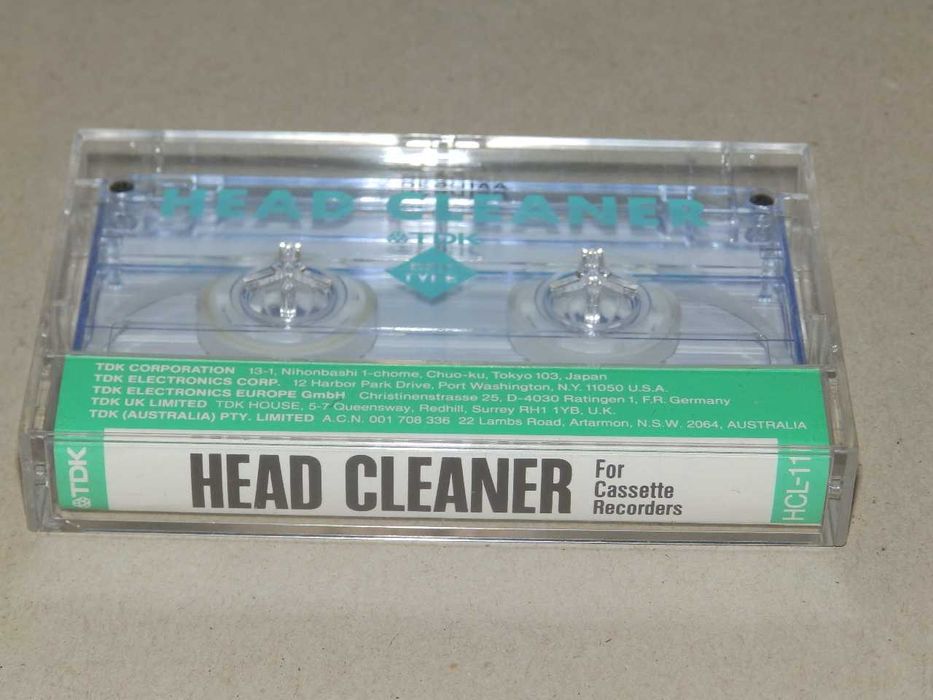 HEAD CLEANER
TDK
TDK CORPORATION 13-1, Nihonbashi 1-chome, Chuo-ku, Tokyo 103, Japan
TDK ELECTRONICS CORP. 12 Harbor Park Drive, Port Washington, N.Y. 11050 U.S.A.
TDK ELECTRONICS EUROPE GmbH Christinenstrasse 25, D-4030 Ratingen 1, F.R. Germany
TDK UK LIMITED TDK HOUSE, 5-7 Queensway, Redhill, Surrey RH1 1YB, U.K.
TDK (AUSTRALIA) PTY. LIMITED A.C.N. 001 708 336 22 Lambs Road, Artarmon, N.S.W. 2064, AUSTRALIA
TDK
HEAD CLEANER
For
Cassette
Recorders
HCL-11